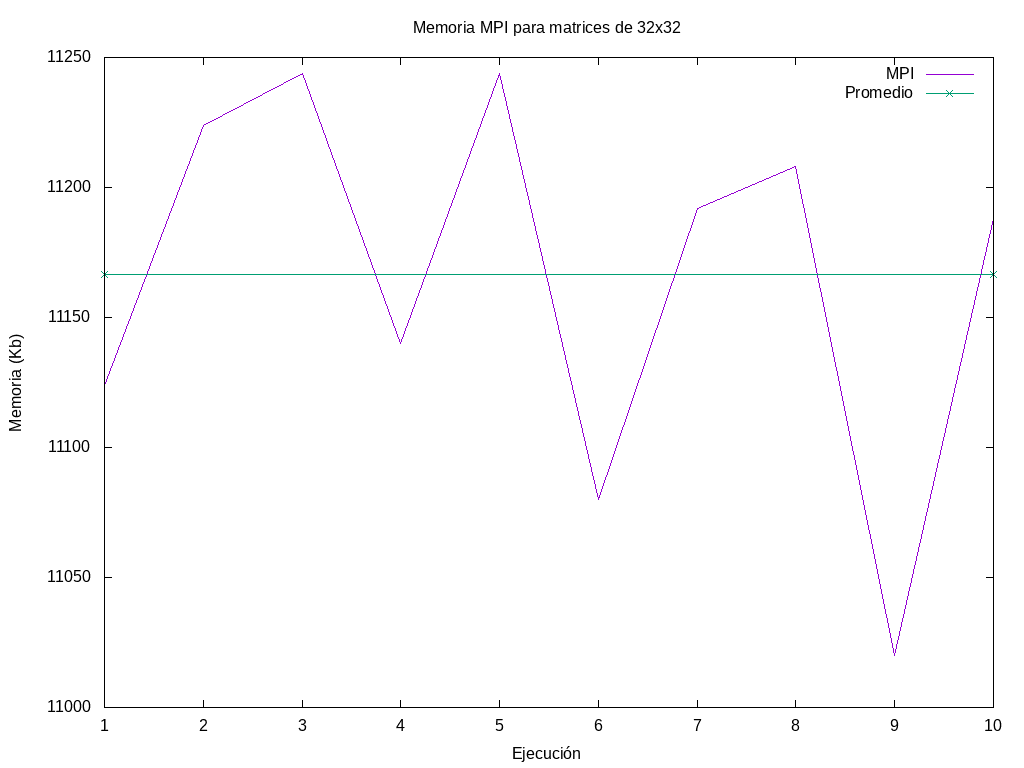 Memoria MPI para matrices de 32x32
MPI
Promedio
11250
11200
11150
11100
11050
11000
Memoria (Kb)
1 2 3 4 5 6 7 8 9 10
Ejecución